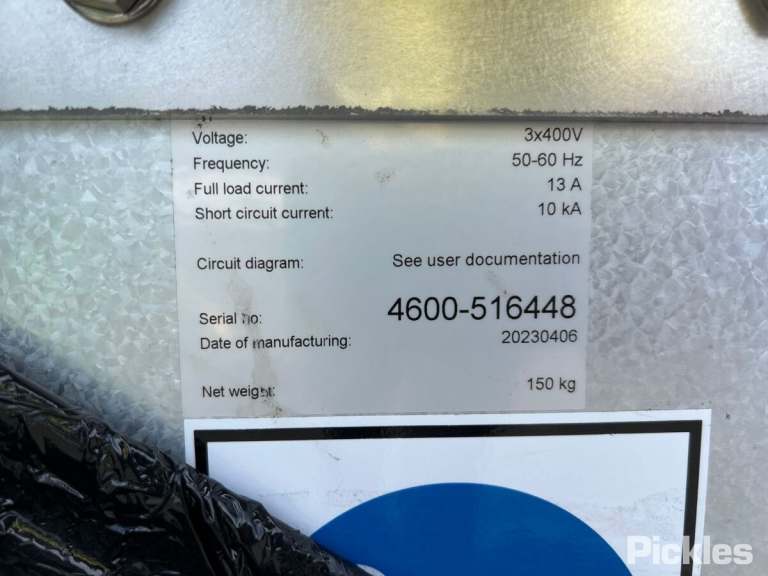 Voltage: 3x400V
Frequency: 50-60 Hz
Full load current: 13 A
Short circuit current: 10 kA
Circuit diagram: See user documentation
Serial no: 4600-516448
Date of manufacturing: 20230406
Net weight: 150 kg
Pickles